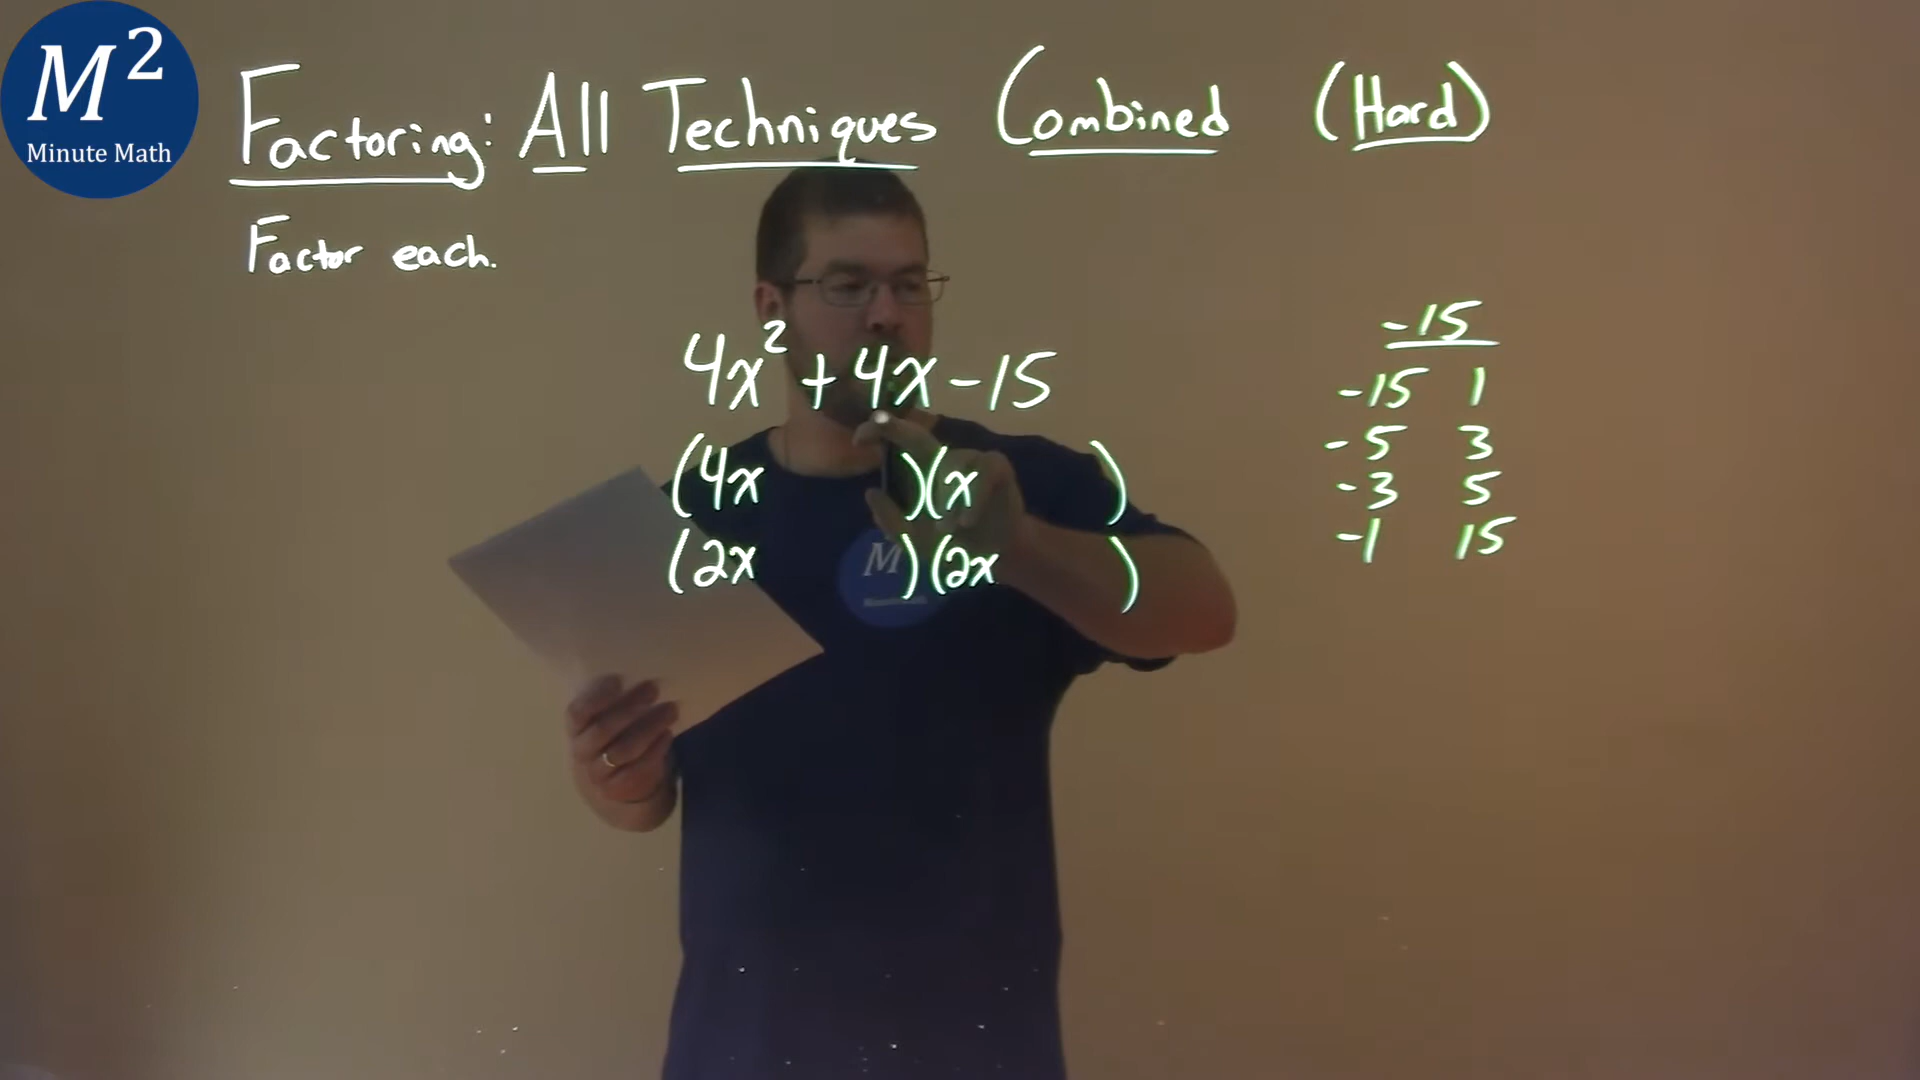 M²
Minute Math
Factoring: All Techniques Combined (Hard)
Factor each.
4x² + 4x - 15
(4x )(x )
(2x )(2x )
-15
-15 1
-5 3
-3 5
-1 15
M